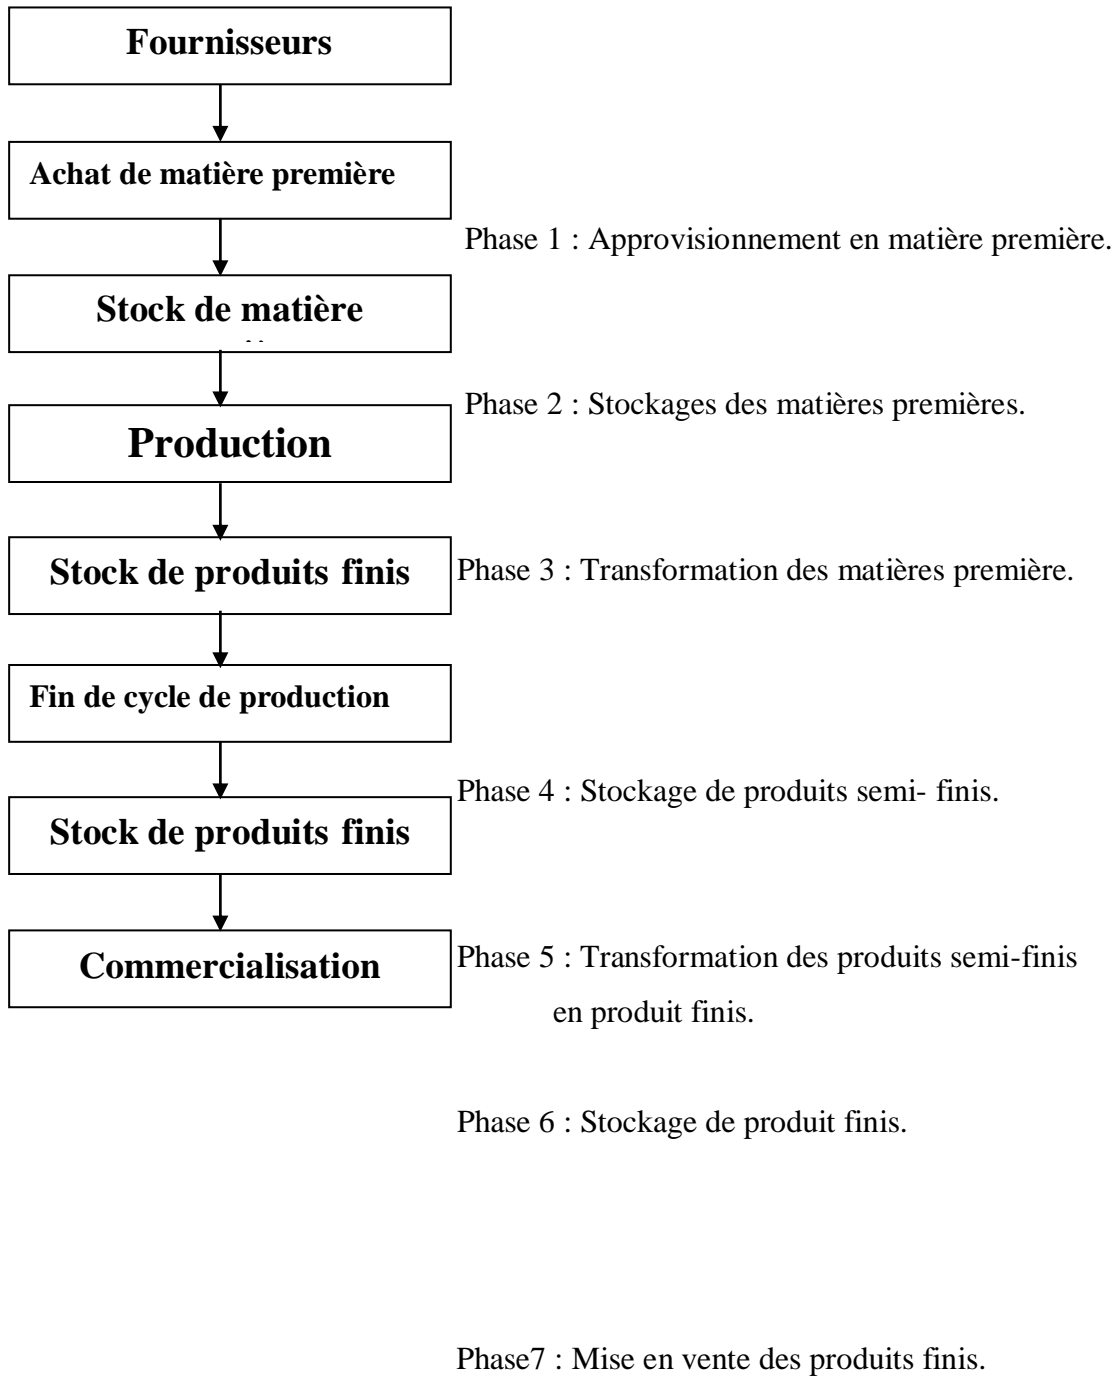 Fournisseurs
Achat de matière première
Phase 1 : Approvisionnement en matière première.
Stock de matière
Phase 2 : Stockages des matières premières.
Production
Stock de produits finis
Phase 3 : Transformation des matières première.
Fin de cycle de production
Phase 4 : Stockage de produits semi- finis.
Stock de produits finis
Commercialisation
Phase 5 : Transformation des produits semi-finis
en produit finis.
Phase 6 : Stockage de produit finis.
Phase7 : Mise en vente des produits finis.